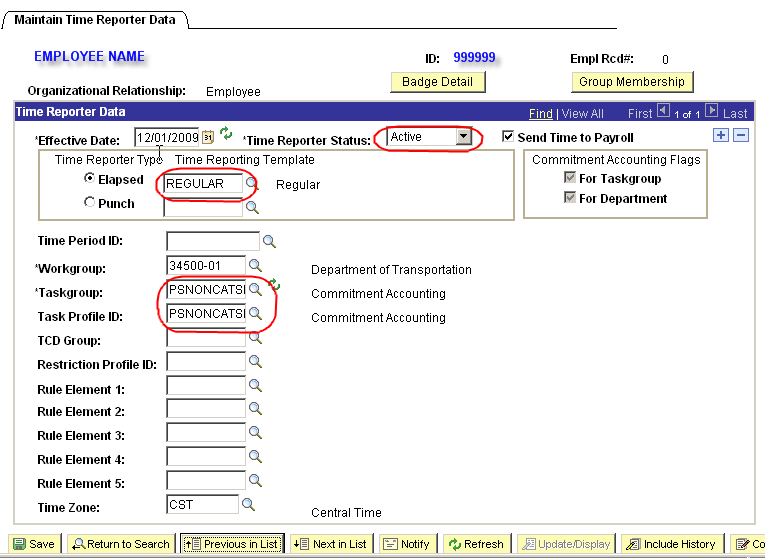 Maintain Time Reporter Data
EMPLOYEE NAME ID: 999999 Empl Rcd#: 0
Badge Detail Group Membership
Organizational Relationship: Employee
Time Reporter Data Find | View All First 1 of 1 Last
*Effective Date: 12/01/2009 31 *Time Reporter Status: Active Send Time to Payroll
Time Reporter Type Time Reporting Template Commitment Accounting Flags
Elapsed REGULAR Regular For Taskgroup
Punch For Department
Time Period ID:
*Workgroup: 34500-01 Department of Transportation
*Taskgroup: PSNONCATSI Commitment Accounting
Task Profile ID: PSNONCATSI Commitment Accounting
TCD Group:
Restriction Profile ID:
Rule Element 1:
Rule Element 2:
Rule Element 3:
Rule Element 4:
Rule Element 5:
Time Zone: CST Central Time
Save Return to Search Previous in List Next in List Notify Refresh Update/Display Include History Co